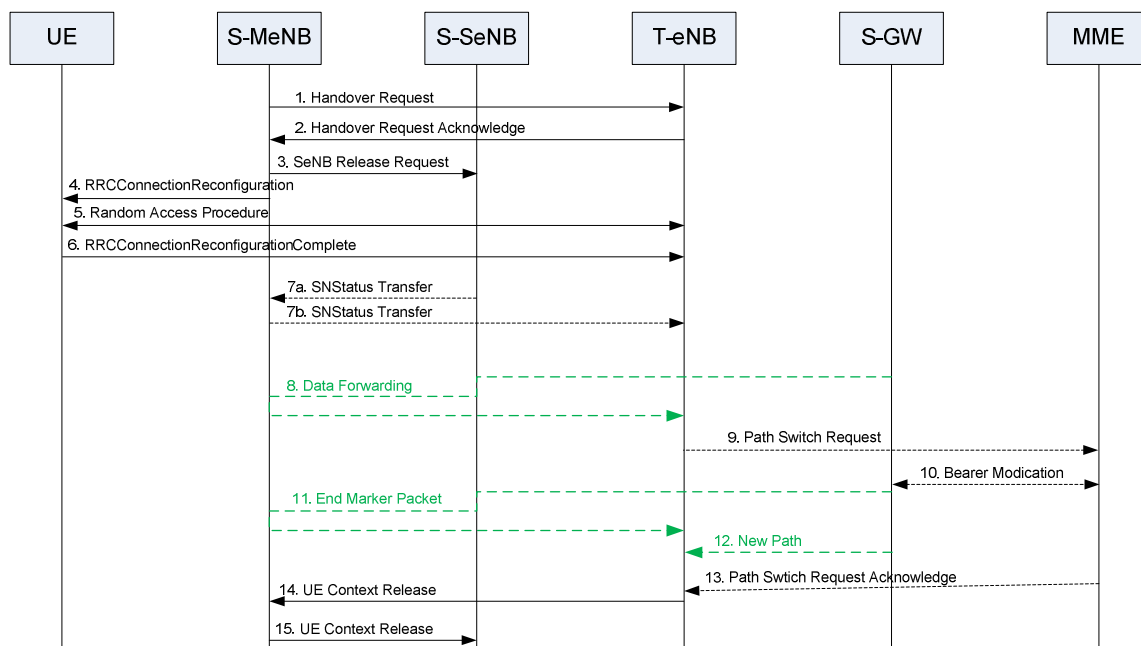 UE
S-MeNB
S-SeNB
T-eNB
S-GW
MME
1. Handover Request
2. Handover Request Acknowledge
3. SeNB Release Request
4. RRCConnectionReconfiguration
5. Random Access Procedure
6. RRCConnectionReconfigurationComplete
7a. SNStatus Transfer
7b. SNStatus Transfer
8. Data Forwarding
9. Path Switch Request
10. Bearer Modication
11. End Marker Packet
12. New Path
13. Path Swtich Request Acknowledge
14. UE Context Release
15. UE Context Release